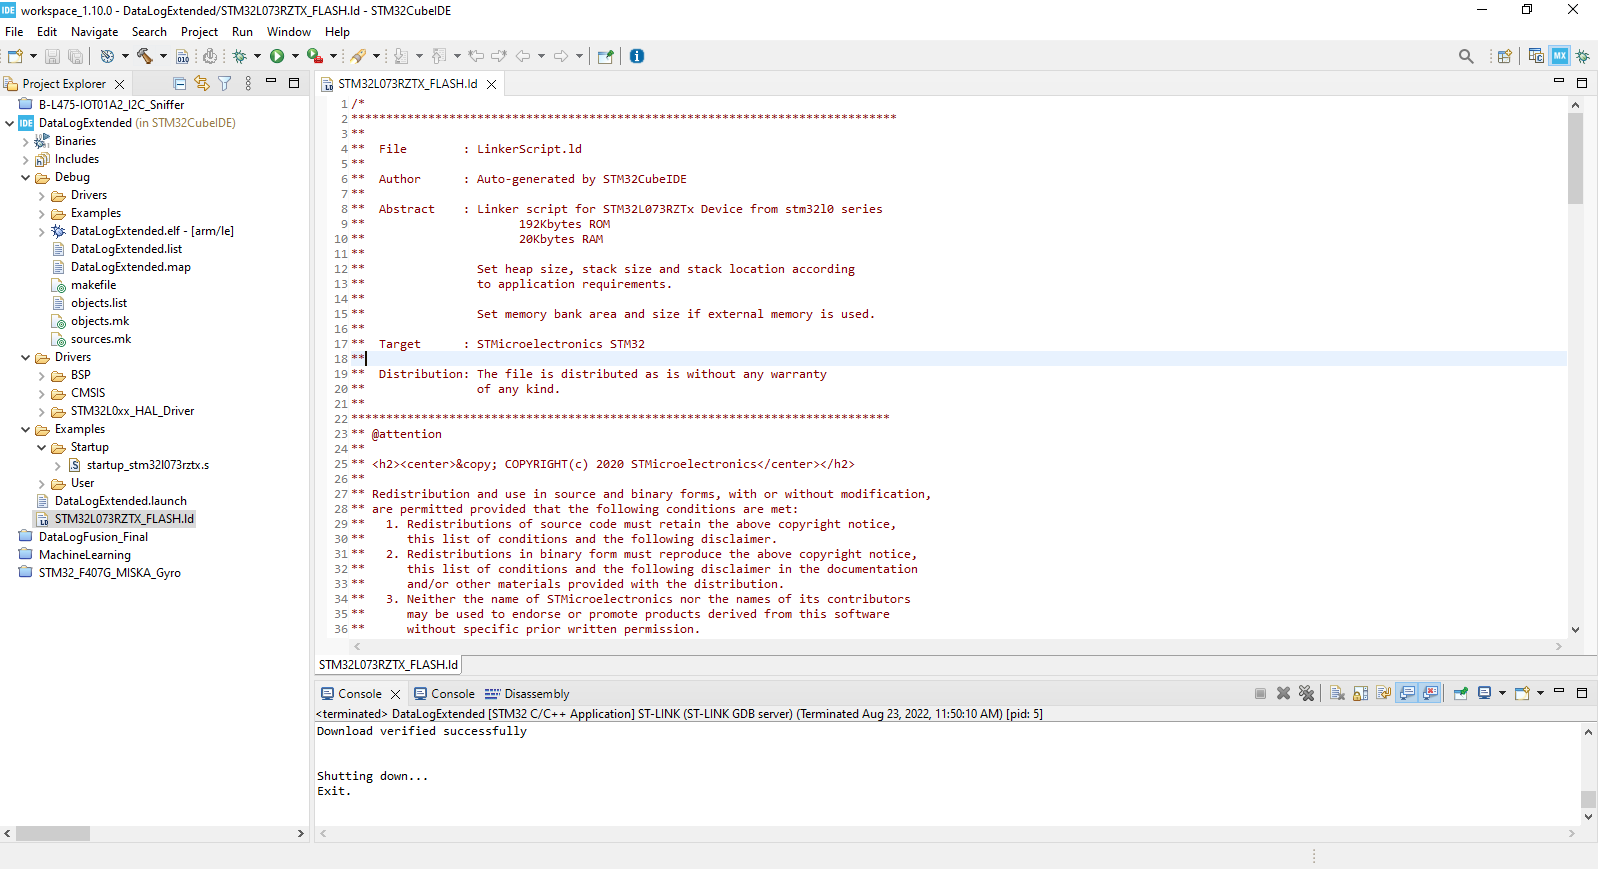 IDE workspace_1.10.0 - DataLogExtended/STM32L073RZTX_FLASH.ld - STM32CubeIDE
File Edit Navigate Search Project Run Window Help
010
MX
Project Explorer
B-L475-IOT01A2_I2C_Sniffer
IDE DataLogExtended (in STM32CubeIDE)
Binaries
Includes
Debug
Drivers
Examples
DataLogExtended.elf - [arm/le]
DataLogExtended.list
DataLogExtended.map
makefile
objects.list
objects.mk
sources.mk
Drivers
BSP
CMSIS
STM32L0xx_HAL_Driver
Examples
Startup
startup_stm32l073rztx.s
User
DataLogExtended.launch
STM32L073RZTX_FLASH.ld
DataLogFusion_Final
MachineLearning
STM32_F407G_MISKA_Gyro
STM32L073RZTX_FLASH.ld
1 /*
2 ******************************************************************************
3 **
4 **  File        : LinkerScript.ld
5 **
6 **  Author      : Auto-generated by STM32CubeIDE
7 **
8 **  Abstract    : Linker script for STM32L073RZTx Device from stm32l0 series
9 **                      192Kbytes ROM
10 **                      20Kbytes RAM
11 **
12 **                Set heap size, stack size and stack location according
13 **                to application requirements.
14 **
15 **                Set memory bank area and size if external memory is used.
16 **
17 **  Target      : STMicroelectronics STM32
18 **
19 **  Distribution: The file is distributed as is without any warranty
20 **                of any kind.
21 **
22 *****************************************************************************
23 ** @attention
24 **
25 ** <h2><center>&copy; COPYRIGHT(c) 2020 STMicroelectronics</center></h2>
26 **
27 ** Redistribution and use in source and binary forms, with or without modification,
28 ** are permitted provided that the following conditions are met:
29 **   1. Redistributions of source code must retain the above copyright notice,
30 **      this list of conditions and the following disclaimer.
31 **   2. Redistributions in binary form must reproduce the above copyright notice,
32 **      this list of conditions and the following disclaimer in the documentation
33 **      and/or other materials provided with the distribution.
34 **   3. Neither the name of STMicroelectronics nor the names of its contributors
35 **      may be used to endorse or promote products derived from this software
36 **      without specific prior written permission.
STM32L073RZTX_FLASH.ld
Console Console Disassembly
<terminated> DataLogExtended [STM32 C/C++ Application] ST-LINK (ST-LINK GDB server) (Terminated Aug 23, 2022, 11:50:10 AM) [pid: 5]
Download verified successfully
Shutting down...
Exit.